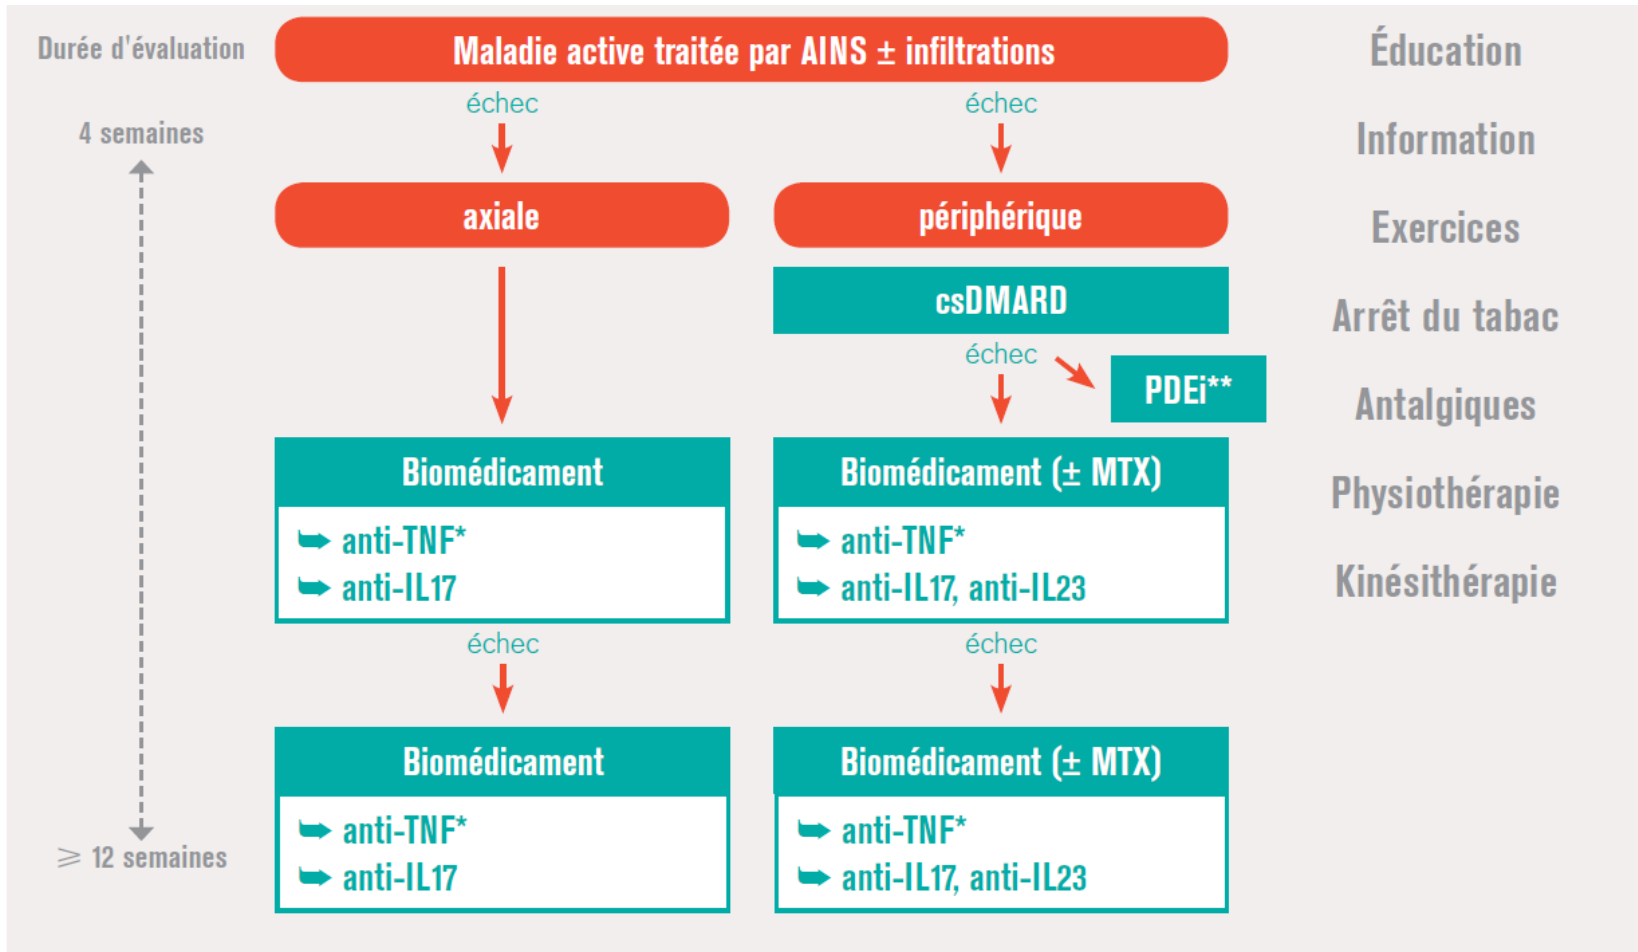 Durée d'évaluation
4 semaines
≥ 12 semaines
Maladie active traitée par AINS ± infiltrations
échec
échec
axiale
périphérique
csDMARD
échec
PDEi**
Biomédicament
➥ anti-TNF*
➥ anti-IL17
Biomédicament (± MTX)
➥ anti-TNF*
➥ anti-IL17, anti-IL23
échec
échec
Biomédicament
➥ anti-TNF*
➥ anti-IL17
Biomédicament (± MTX)
➥ anti-TNF*
➥ anti-IL17, anti-IL23
Éducation
Information
Exercices
Arrêt du tabac
Antalgiques
Physiothérapie
Kinésithérapie